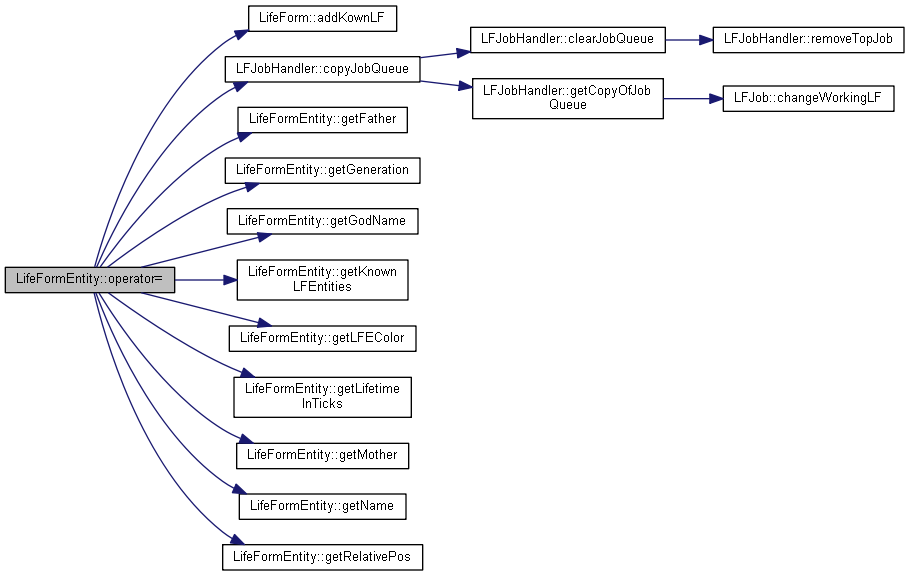 LifeForm::addKownLF
LFJobHandler::clearJobQueue
LFJobHandler::removeTopJob
LFJobHandler::copyJobQueue
LFJobHandler::getCopyOfJob
Queue
LFJob::changeWorkingLF
LifeFormEntity::getFather
LifeFormEntity::getGeneration
LifeFormEntity::getGodName
LifeFormEntity::operator=
LifeFormEntity::getKnown
LFEntities
LifeFormEntity::getLFEColor
LifeFormEntity::getLifetime
InTicks
LifeFormEntity::getMother
LifeFormEntity::getName
LifeFormEntity::getRelativePos